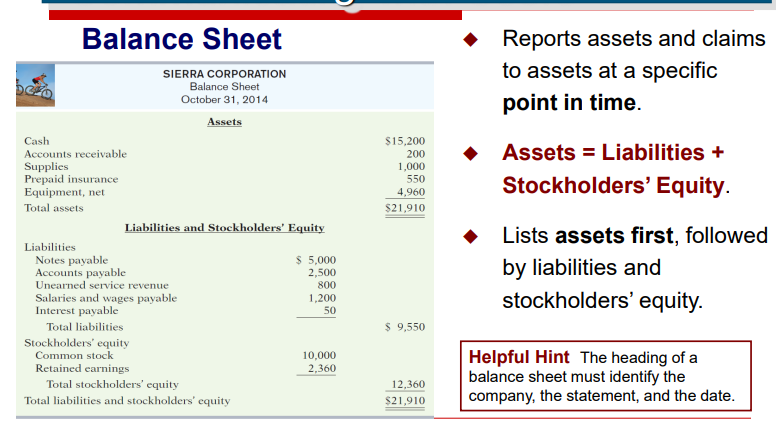 Balance Sheet
SIERRA CORPORATION
Balance Sheet
October 31, 2014
Assets
Cash $15,200
Accounts receivable 200
Supplies 1,000
Prepaid insurance 550
Equipment, net 4,960
Total assets $21,910
Liabilities and Stockholders' Equity
Liabilities
Notes payable $ 5,000
Accounts payable 2,500
Unearned service revenue 800
Salaries and wages payable 1,200
Interest payable 50
Total liabilities $ 9,550
Stockholders' equity
Common stock 10,000
Retained earnings 2,360
Total stockholders' equity 12,360
Total liabilities and stockholders' equity $21,910
◆ Reports assets and claims
to assets at a specific
point in time.
◆ Assets = Liabilities +
Stockholders' Equity.
◆ Lists assets first, followed
by liabilities and
stockholders' equity.
Helpful Hint The heading of a
balance sheet must identify the
company, the statement, and the date.